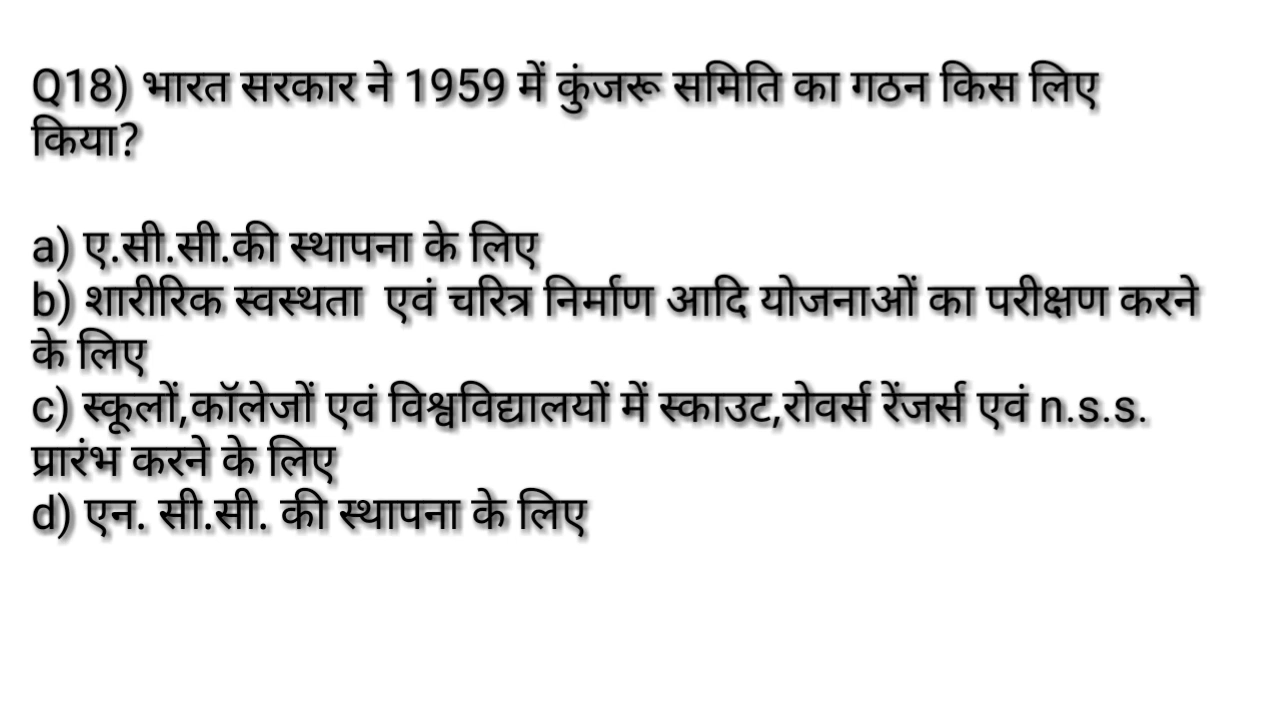 Q18) भारत सरकार ने 1959 में कुंजरू समिति का गठन किस लिए
किया?
a) ए.सी.सी.की स्थापना के लिए
b) शारीरिक स्वस्थता एवं चरित्र निर्माण आदि योजनाओं का परीक्षण करने
के लिए
c) स्कूलों,कॉलेजों एवं विश्वविद्यालयों में स्काउट,रोवर्स रेंजर्स एवं n.s.s.
प्रारंभ करने के लिए
d) एन. सी.सी. की स्थापना के लिए